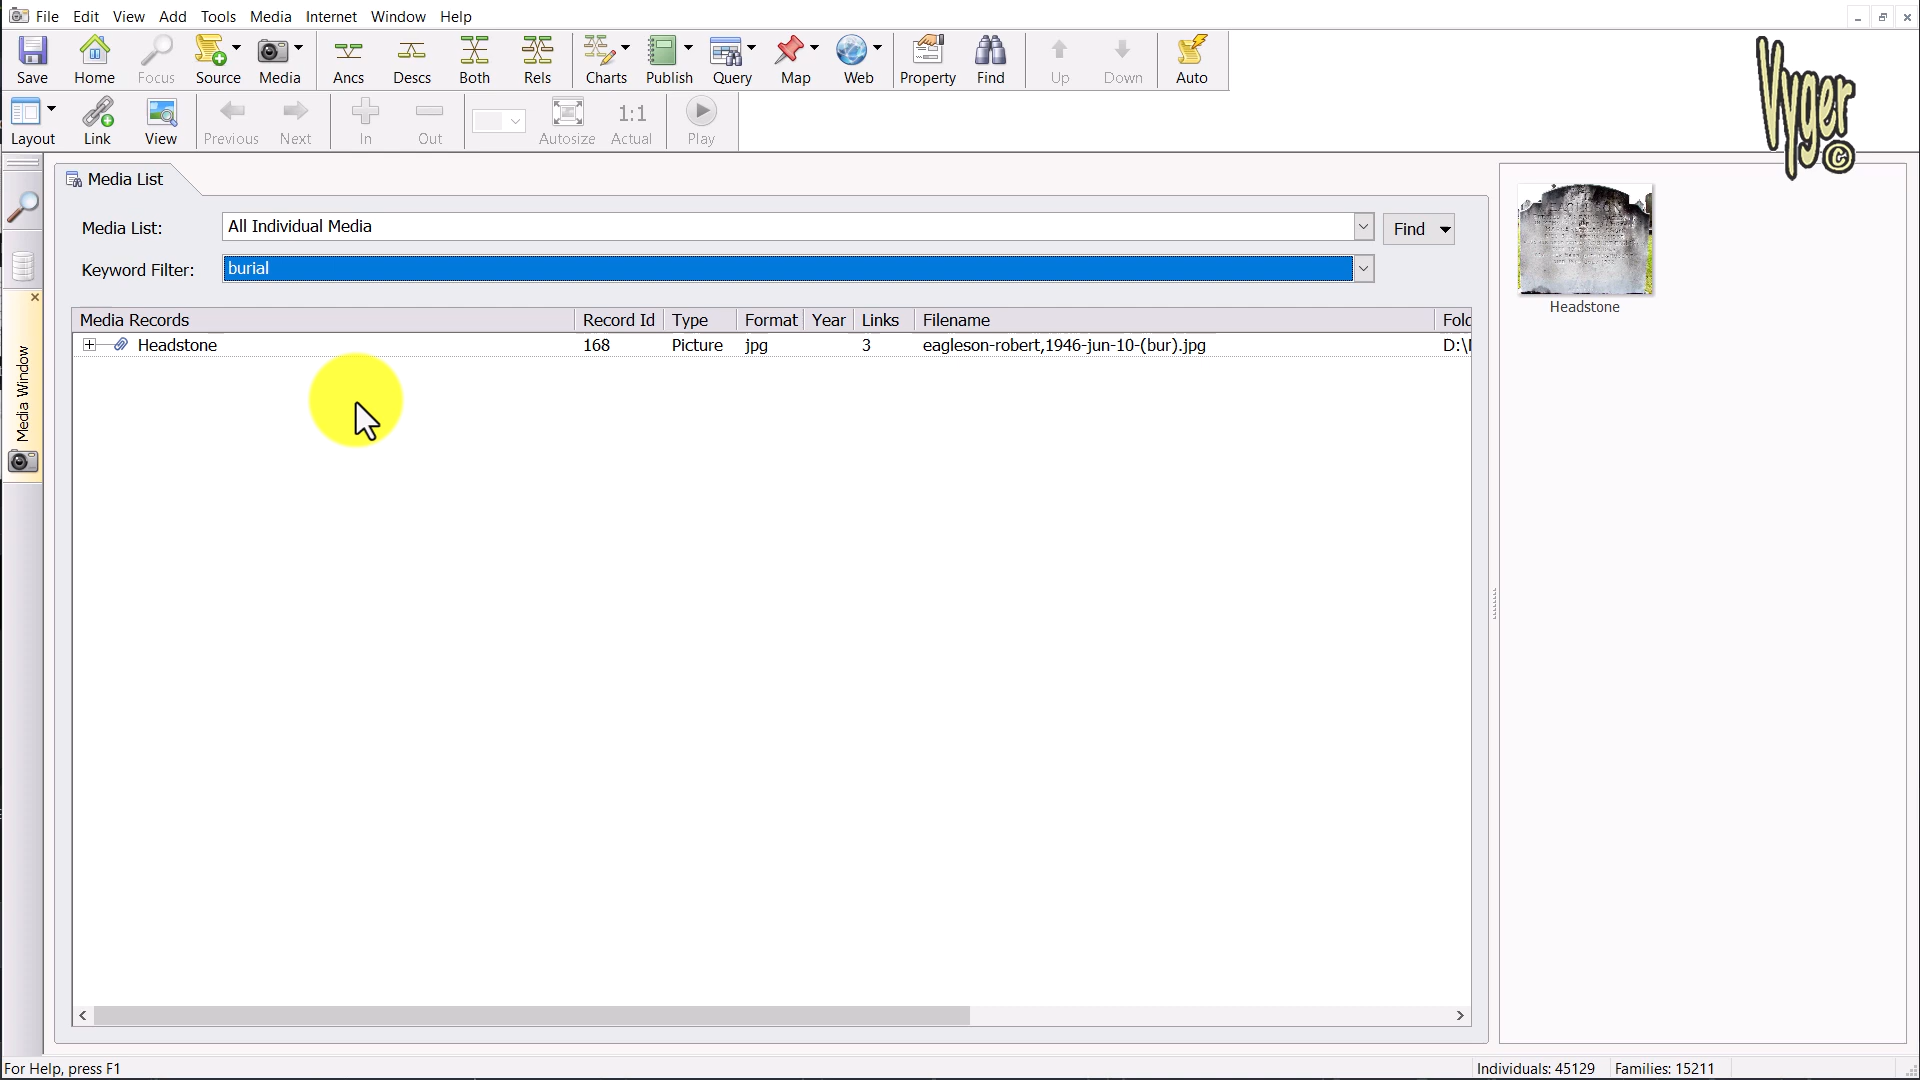 File Edit View Add Tools Media Internet Window Help
Save Home Focus Source Media Ancs Descs Both Rels Charts Publish Query Map Web Property Find Up Down Auto
Layout Link View Previous Next In Out Autosize 1:1 Actual Play
Vyger ©
Media List
Media List: All Individual Media Find
Keyword Filter: burial
Media Records Record Id Type Format Year Links Filename Fold
Headstone 168 Picture jpg 3 eagleson-robert,1946-jun-10-(bur).jpg D:\
Headstone
Media Window
For Help, press F1 Individuals: 45129 Families: 15211